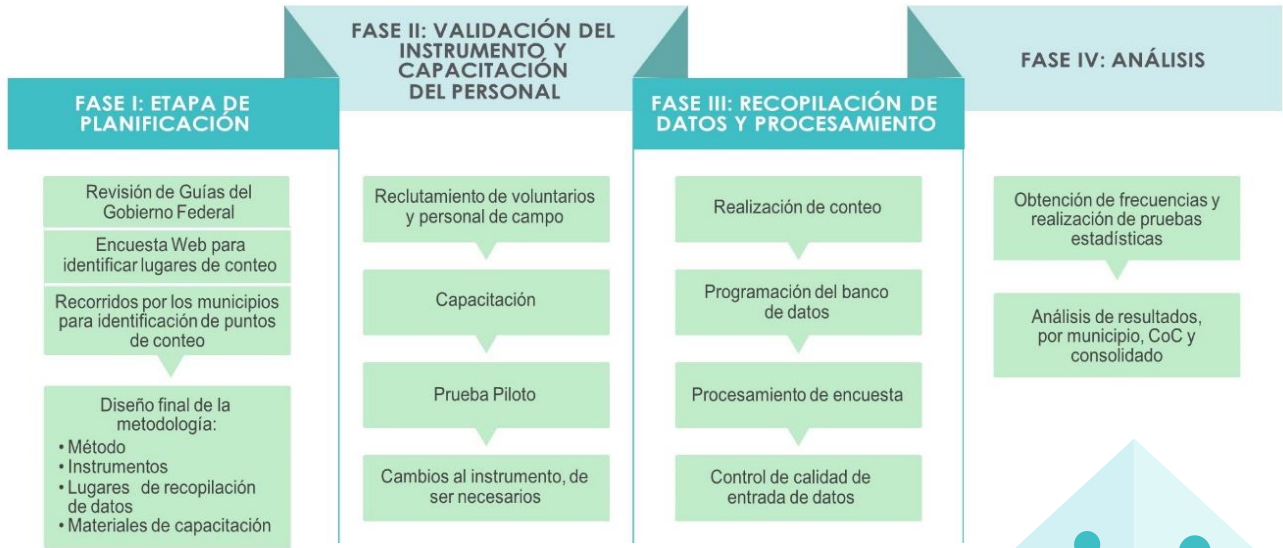 FASE I: ETAPA DE
PLANIFICACIÓN
Revisión de Guías del
Gobierno Federal
Encuesta Web para
identificar lugares de conteo
Recorridos por los municipios
para identificación de puntos
de conteo
Diseño final de la
metodología:
• Método
• Instrumentos
• Lugares de recopilación
de datos
• Materiales de capacitación
FASE II: VALIDACIÓN DEL
INSTRUMENTO Y
CAPACITACIÓN
DEL PERSONAL
Reclutamiento de voluntarios
y personal de campo
Capacitación
Prueba Piloto
Cambios al instrumento, de
ser necesarios
FASE III: RECOPILACIÓN DE
DATOS Y PROCESAMIENTO
Realización de conteo
Programación del banco
de datos
Procesamiento de encuesta
Control de calidad de
entrada de datos
FASE IV: ANÁLISIS
Obtención de frecuencias y
realización de pruebas
estadísticas
Análisis de resultados,
por municipio, CoC y
consolidado